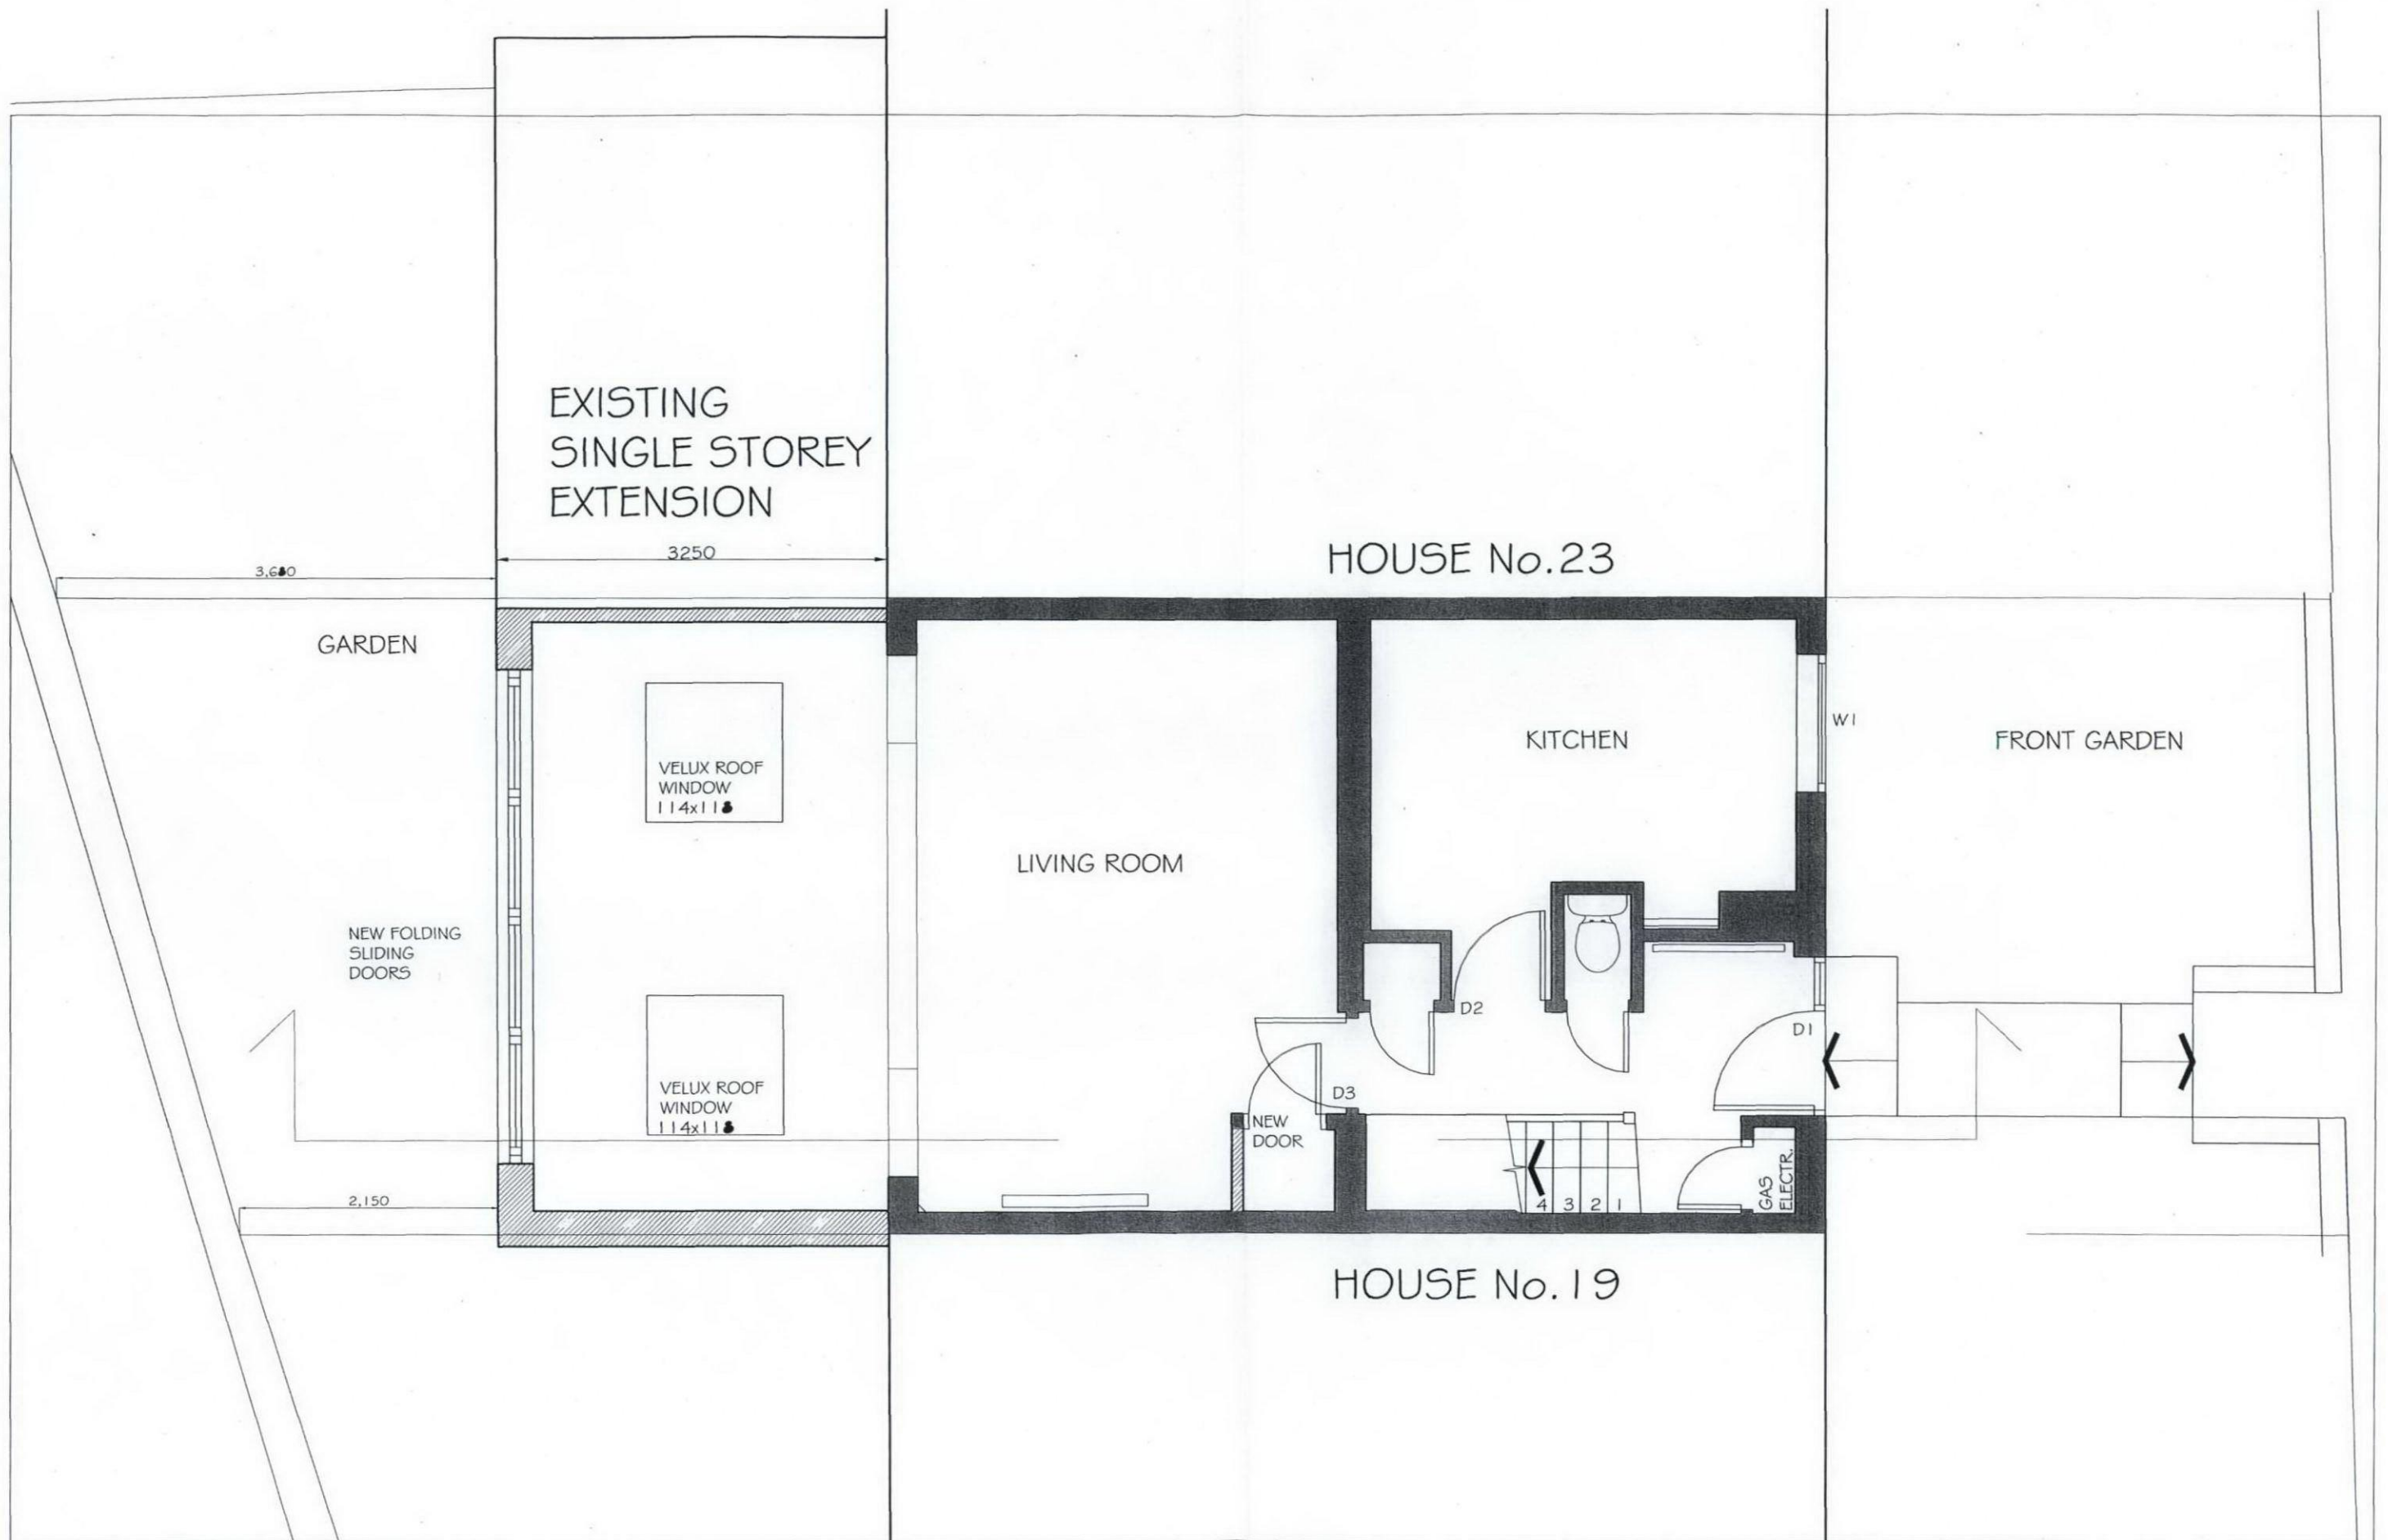 EXISTING
SINGLE STOREY
EXTENSION
3250
HOUSE No.23
GARDEN
VELUX ROOF
WINDOW
W1
KITCHEN
FRONT GARDEN
LIVING ROOM
NEW FOLDING
SLIDING
DOORS
D2
D1
VELUX ROOF
WINDOW
D3
NEW
DOOR
GAS
ELECTR.
4 3 2 1
2,150
HOUSE No.19